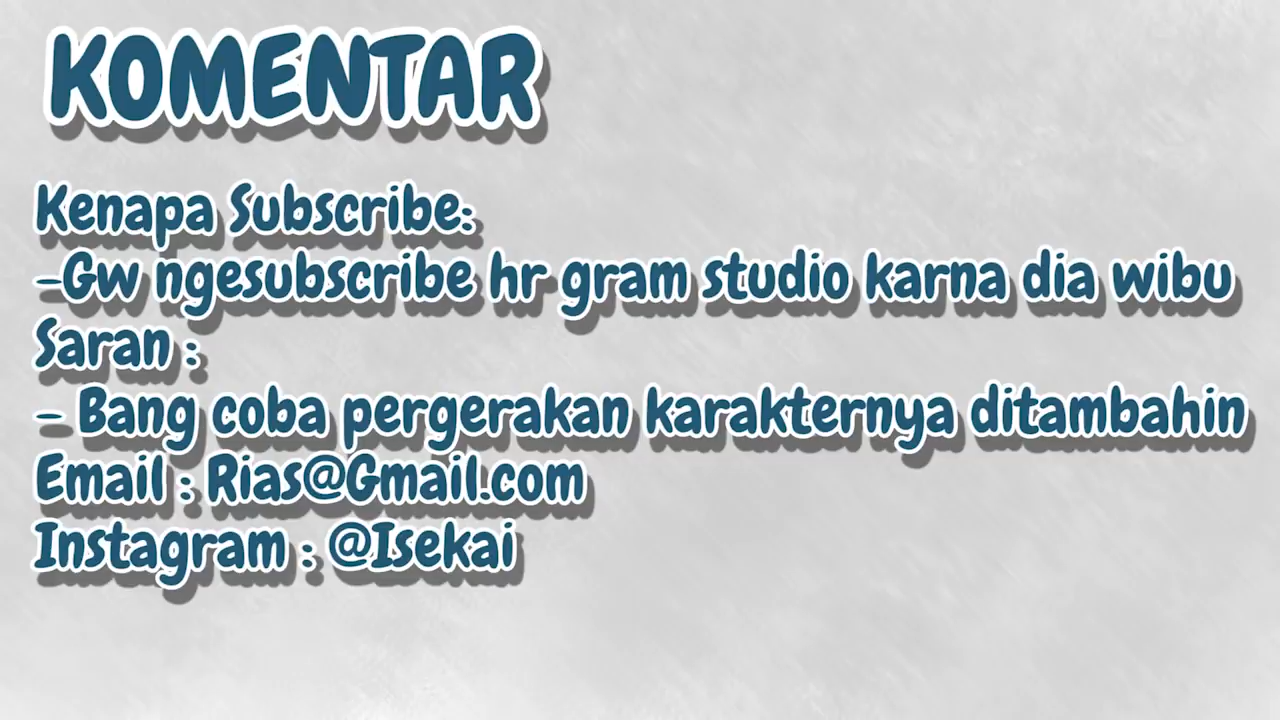 KOMENTAR
Kenapa Subscribe:
-Gw ngesubscribe hr gram studio karna dia wibu
Saran :
- Bang coba pergerakan karakternya ditambahin
Email : Rias@Gmail.com
Instagram : @Isekai